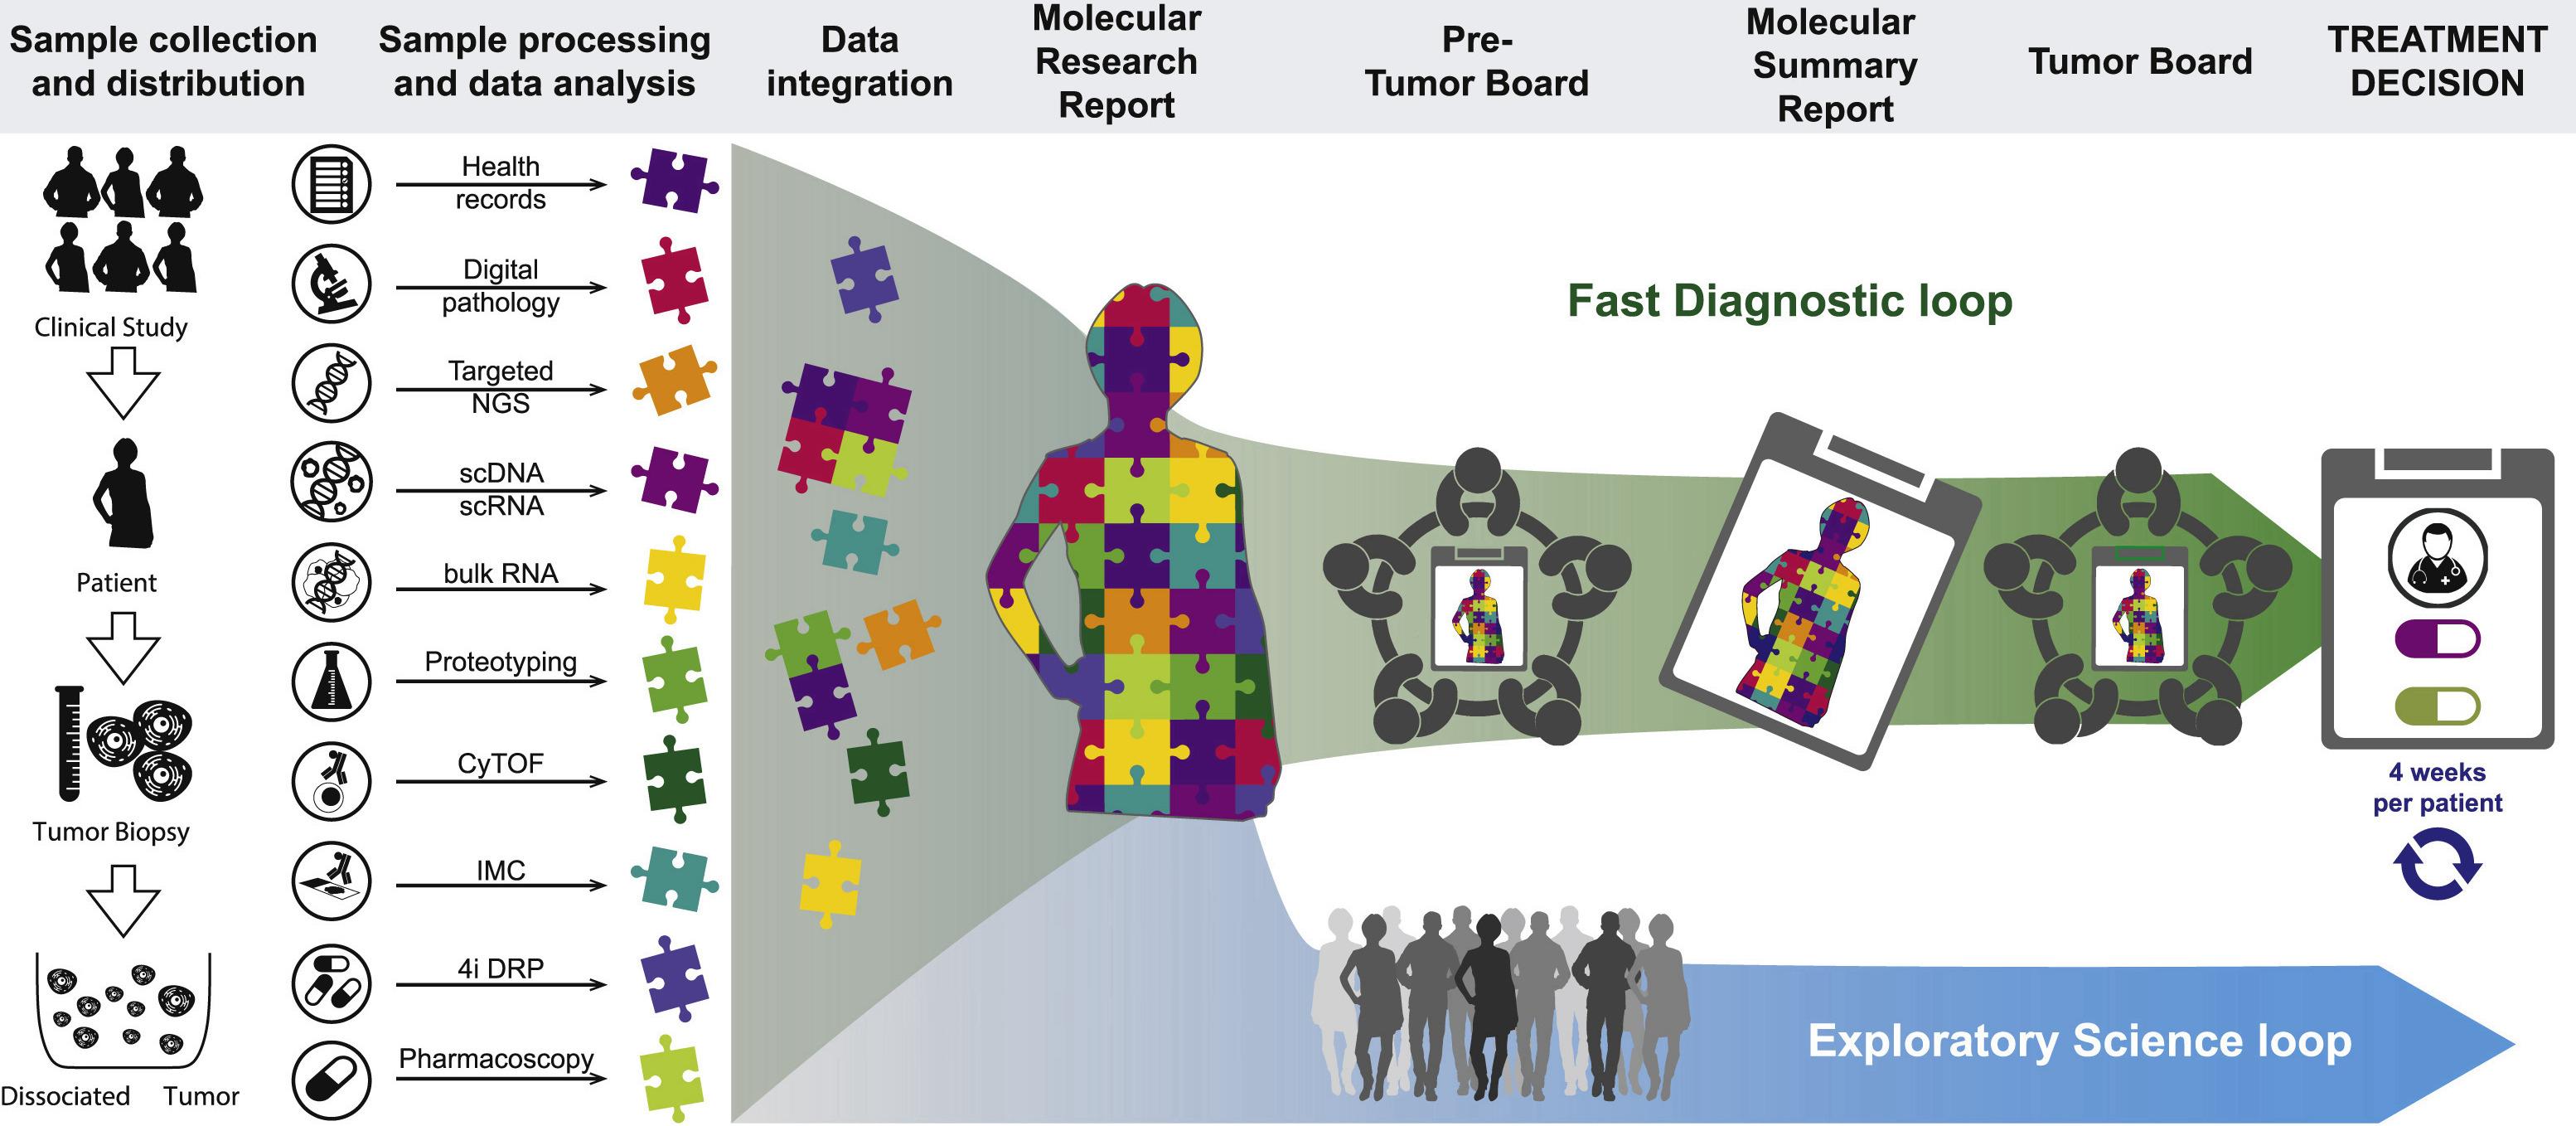 Sample collection
and distribution
Sample processing
and data analysis
Data
integration
Molecular
Research
Report
Pre-
Tumor Board
Molecular
Summary
Report
Tumor Board
TREATMENT
DECISION
Clinical Study
Patient
Tumor Biopsy
Dissociated Tumor
Health
records
Digital
pathology
Targeted
NGS
scDNA
scRNA
bulk RNA
Proteotyping
CyTOF
IMC
4i DRP
Pharmacoscopy
Fast Diagnostic loop
4 weeks
per patient
Exploratory Science loop